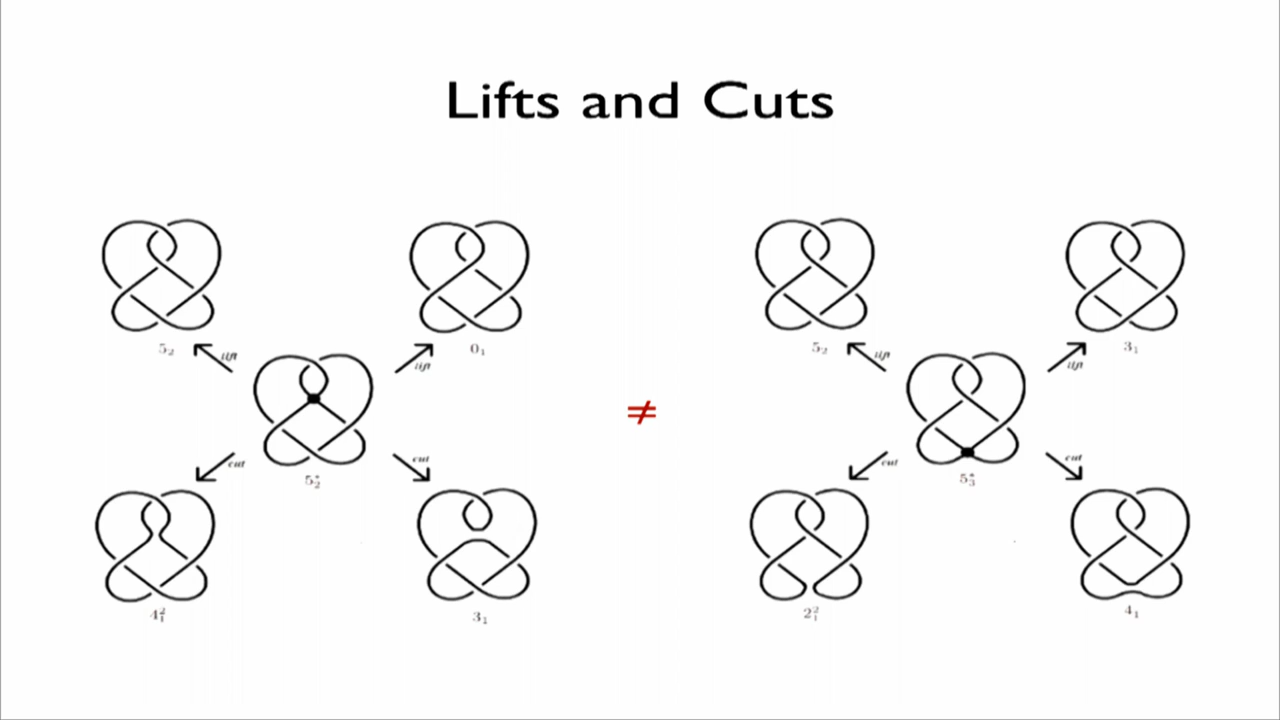 Lifts and Cuts
5₂
0₁
lift
lift
cut
cut
5₂*
4₁²
3₁
≠
5₂
3₁
lift
lift
cut
cut
5₃*
2₁²
4₁